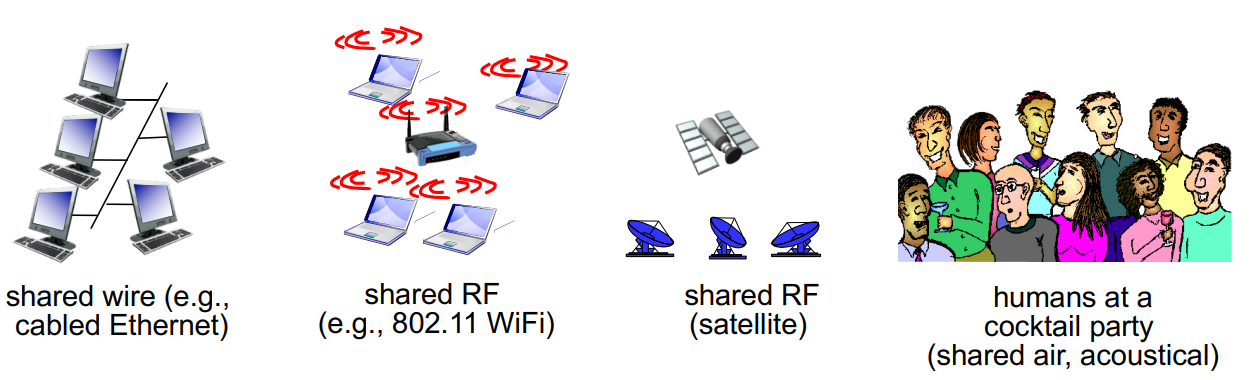 shared wire (e.g.,
cabled Ethernet)
shared RF
(e.g., 802.11 WiFi)
shared RF
(satellite)
humans at a
cocktail party
(shared air, acoustical)